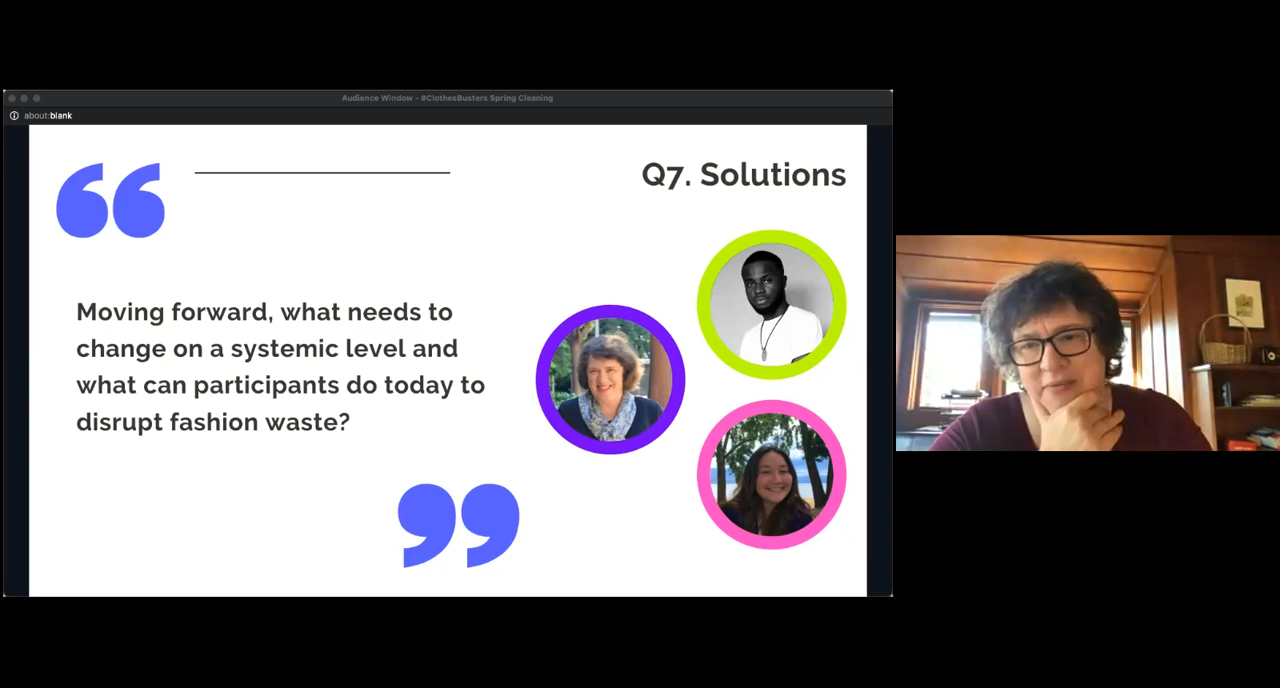 Audience Window - #ClothesBusters Spring Cleaning
about:blank
Q7. Solutions
Moving forward, what needs to
change on a systemic level and
what can participants do today to
disrupt fashion waste?